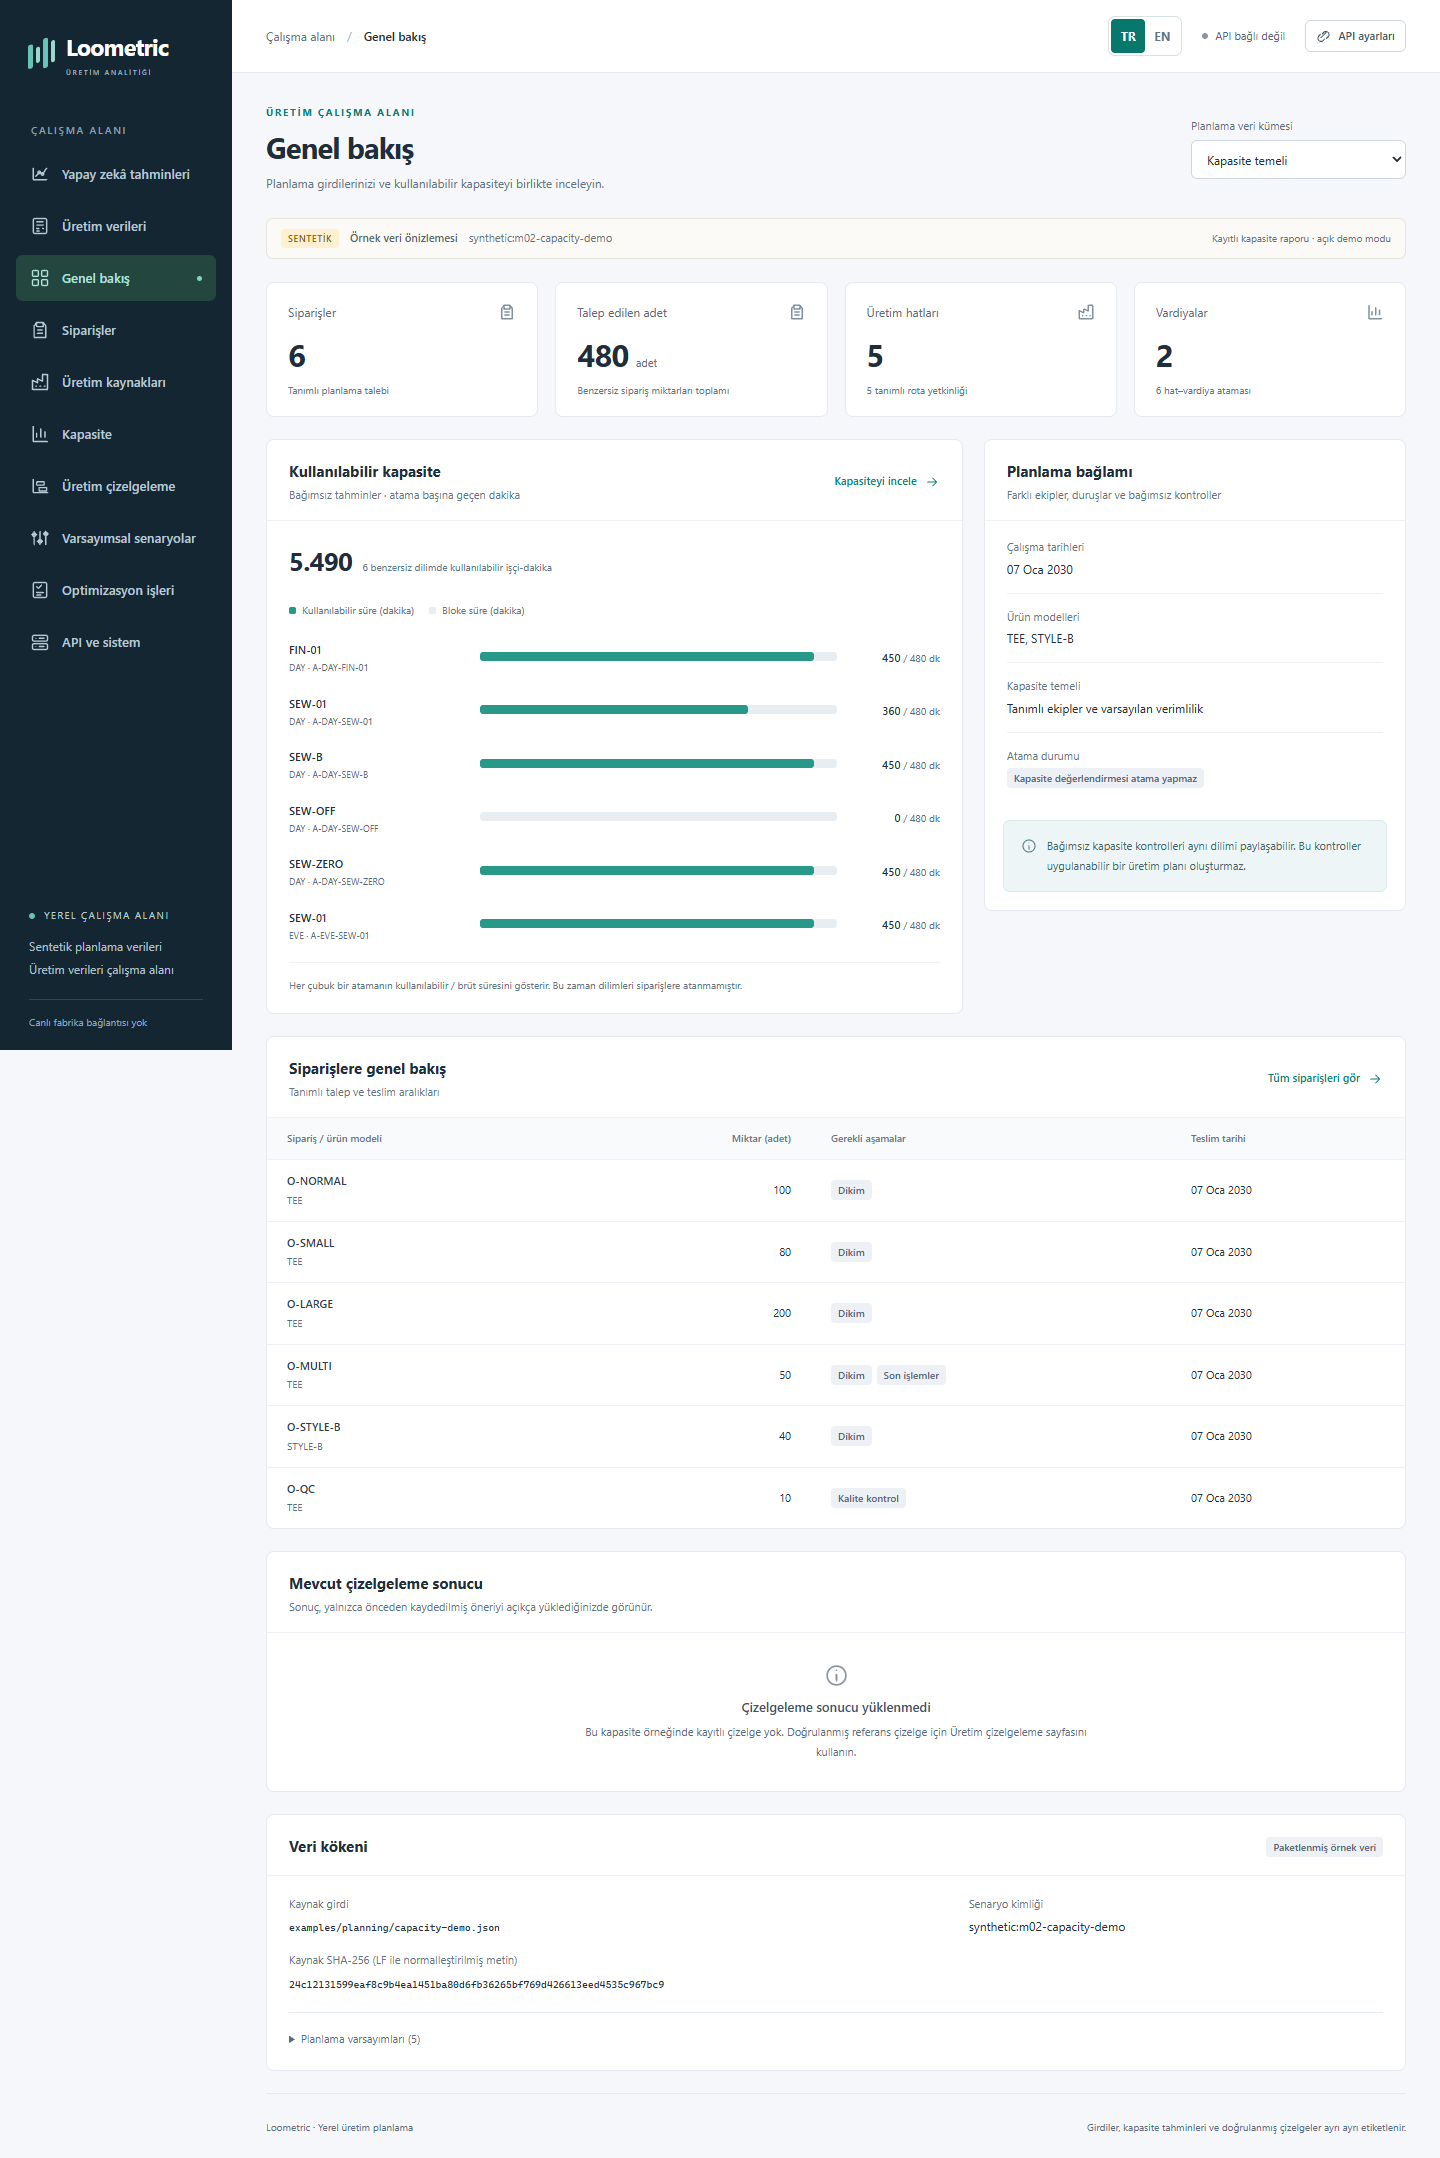 Loometric
ÜRETİM ANALİTİĞİ
ÇALIŞMA ALANI
Yapay zekâ tahminleri
Üretim verileri
Genel bakış
Siparişler
Üretim kaynakları
Kapasite
Üretim çizelgeleme
Varsayımsal senaryolar
Optimizasyon işleri
API ve sistem
YEREL ÇALIŞMA ALANI
Sentetik planlama verileri
Üretim verileri çalışma alanı
Canlı fabrika bağlantısı yok
Çalışma alanı / Genel bakış
TR EN
API bağlı değil
API ayarları
ÜRETİM ÇALIŞMA ALANI
Genel bakış
Planlama girdilerinizi ve kullanılabilir kapasiteyi birlikte inceleyin.
Planlama veri kümesi
Kapasite temeli
SENTETİK Örnek veri önizlemesi synthetic:m02-capacity-demo
Kayıtlı kapasite raporu · açık demo modu
Siparişler
6
Tanımlı planlama talebi
Talep edilen adet
480 adet
Benzersiz sipariş miktarları toplamı
Üretim hatları
5
5 tanımlı rota yetkinliği
Vardiyalar
2
6 hat–vardiya ataması
Kullanılabilir kapasite
Bağımsız tahminler · atama başına geçen dakika
Kapasiteyi incele →
5.490 6 benzersiz dilimde kullanılabilir işçi-dakika
Kullanılabilir süre (dakika) Bloke süre (dakika)
FIN-01
DAY · A-DAY-FIN-01
450 / 480 dk
SEW-01
DAY · A-DAY-SEW-01
360 / 480 dk
SEW-B
DAY · A-DAY-SEW-B
450 / 480 dk
SEW-OFF
DAY · A-DAY-SEW-OFF
0 / 480 dk
SEW-ZERO
DAY · A-DAY-SEW-ZERO
450 / 480 dk
SEW-01
EVE · A-EVE-SEW-01
450 / 480 dk
Her çubuk bir atamanın kullanılabilir / brüt süresini gösterir. Bu zaman dilimleri siparişlere atanmamıştır.
Planlama bağlamı
Farklı ekipler, duruşlar ve bağımsız kontroller
Çalışma tarihleri
07 Oca 2030
Ürün modelleri
TEE, STYLE-B
Kapasite temeli
Tanımlı ekipler ve varsayılan verimlilik
Atama durumu
Kapasite değerlendirmesi atama yapmaz
Bağımsız kapasite kontrolleri aynı dilimi paylaşabilir. Bu kontroller
uygulanabilir bir üretim planı oluşturmaz.
Siparişlere genel bakış
Tanımlı talep ve teslim aralıkları
Tüm siparişleri gör →
Sipariş / ürün modeli Miktar (adet) Gerekli aşamalar Teslim tarihi
O-NORMAL
TEE
100 Dikim 07 Oca 2030
O-SMALL
TEE
80 Dikim 07 Oca 2030
O-LARGE
TEE
200 Dikim 07 Oca 2030
O-MULTI
TEE
50 Dikim Son işlemler 07 Oca 2030
O-STYLE-B
STYLE-B
40 Dikim 07 Oca 2030
O-QC
TEE
10 Kalite kontrol 07 Oca 2030
Mevcut çizelgeleme sonucu
Sonuç, yalnızca önceden kaydedilmiş öneriyi açıkça yüklediğinizde görünür.
Çizelgeleme sonucu yüklenmedi
Bu kapasite örneğinde kayıtlı çizelge yok. Doğrulanmış referans çizelge için Üretim çizelgeleme sayfasını
kullanın.
Veri kökeni
Paketlenmiş örnek veri
Kaynak girdi
examples/planning/capacity-demo.json
Senaryo kimliği
synthetic:m02-capacity-demo
Kaynak SHA-256 (LF ile normalleştirilmiş metin)
24c12131599eaf8c9b4ea1451ba80d6fb36265bf769d426613eed4535c967bc9
Planlama varsayımları (5)
Loometric · Yerel üretim planlama
Girdiler, kapasite tahminleri ve doğrulanmış çizelgeler ayrı ayrı etiketlenir.